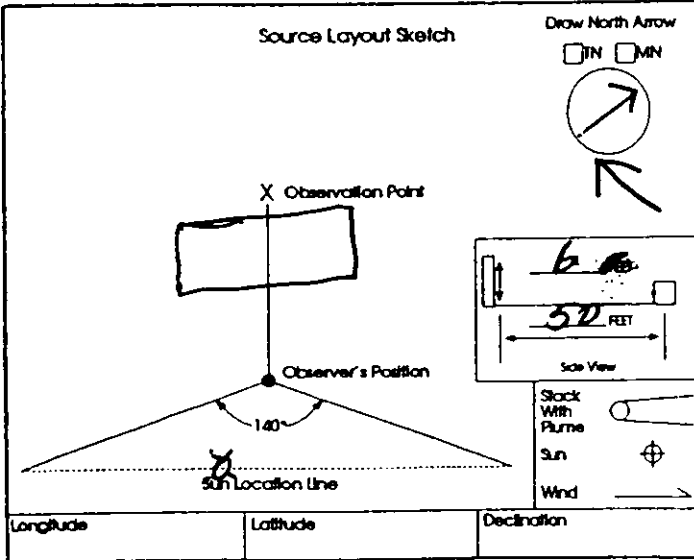 Source Layout Sketch
Draw North Arrow
TN MN
X Observation Point
6
50 FEET
Side View
Observer's Position
140°
Sun Location Line
Stack
With
Plume
Sun
Wind
Longitude Latitude Declination